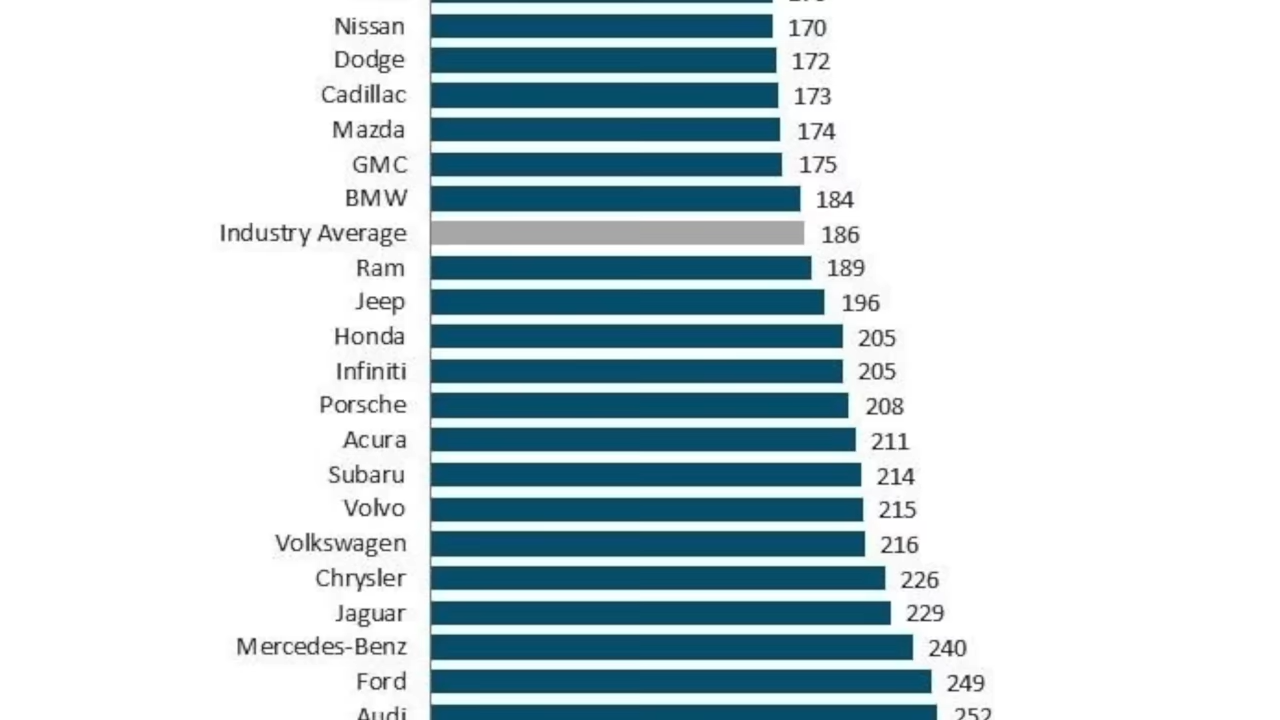 Nissan 170
Dodge 172
Cadillac 173
Mazda 174
GMC 175
BMW 184
Industry Average 186
Ram 189
Jeep 196
Honda 205
Infiniti 205
Porsche 208
Acura 211
Subaru 214
Volvo 215
Volkswagen 216
Chrysler 226
Jaguar 229
Mercedes-Benz 240
Ford 249
Audi 252